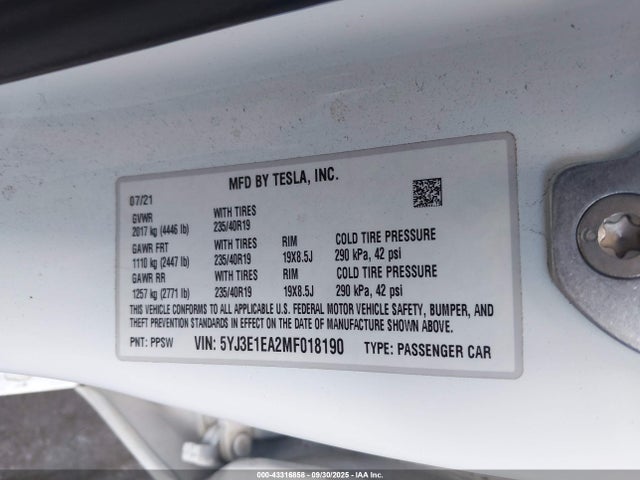 MFD BY TESLA, INC.
07/21
GVWR WITH TIRES
2017 kg (4446 lb) 235/40R19
GAWR FRT WITH TIRES RIM COLD TIRE PRESSURE
1110 kg (2447 lb) 235/40R19 19X8.5J 290 kPa, 42 psi
GAWR RR WITH TIRES RIM COLD TIRE PRESSURE
1257 kg (2771 lb) 235/40R19 19X8.5J 290 kPa, 42 psi
THIS VEHICLE CONFORMS TO ALL APPLICABLE U.S. FEDERAL MOTOR VEHICLE SAFETY, BUMPER, AND
THEFT PREVENTION STANDARDS IN EFFECT ON THE DATE OF MANUFACTURE SHOWN ABOVE.
PNT: PPSW VIN: 5YJ3E1EA2MF018190 TYPE: PASSENGER CAR
000-43316858 - 09/30/2025 - IAA Inc.